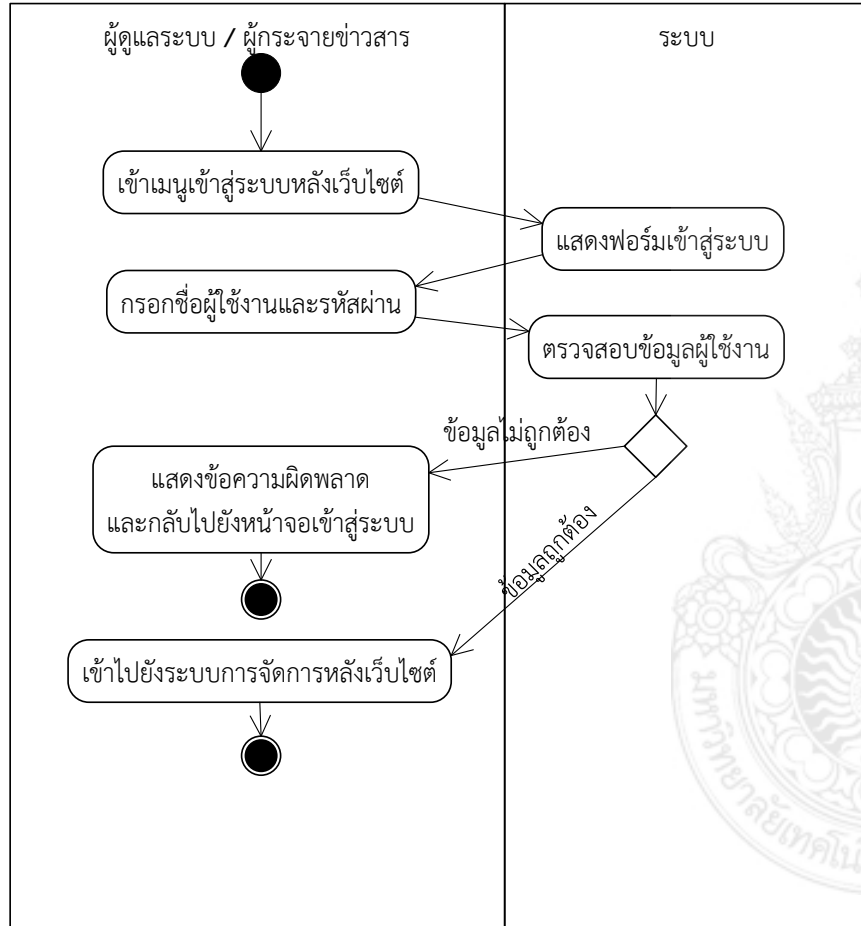 ผู้ดูแลระบบ / ผู้กระจายข่าวสาร
ระบบ
เข้าเมนูเข้าสู่ระบบหลังเว็บไซต์
แสดงฟอร์มเข้าสู่ระบบ
กรอกชื่อผู้ใช้งานและรหัสผ่าน
ตรวจสอบข้อมูลผู้ใช้งาน
ข้อมูลไม่ถูกต้อง
แสดงข้อความผิดพลาด
และกลับไปยังหน้าจอเข้าสู่ระบบ
ข้อมูลถูกต้อง
เข้าไปยังระบบการจัดการหลังเว็บไซต์